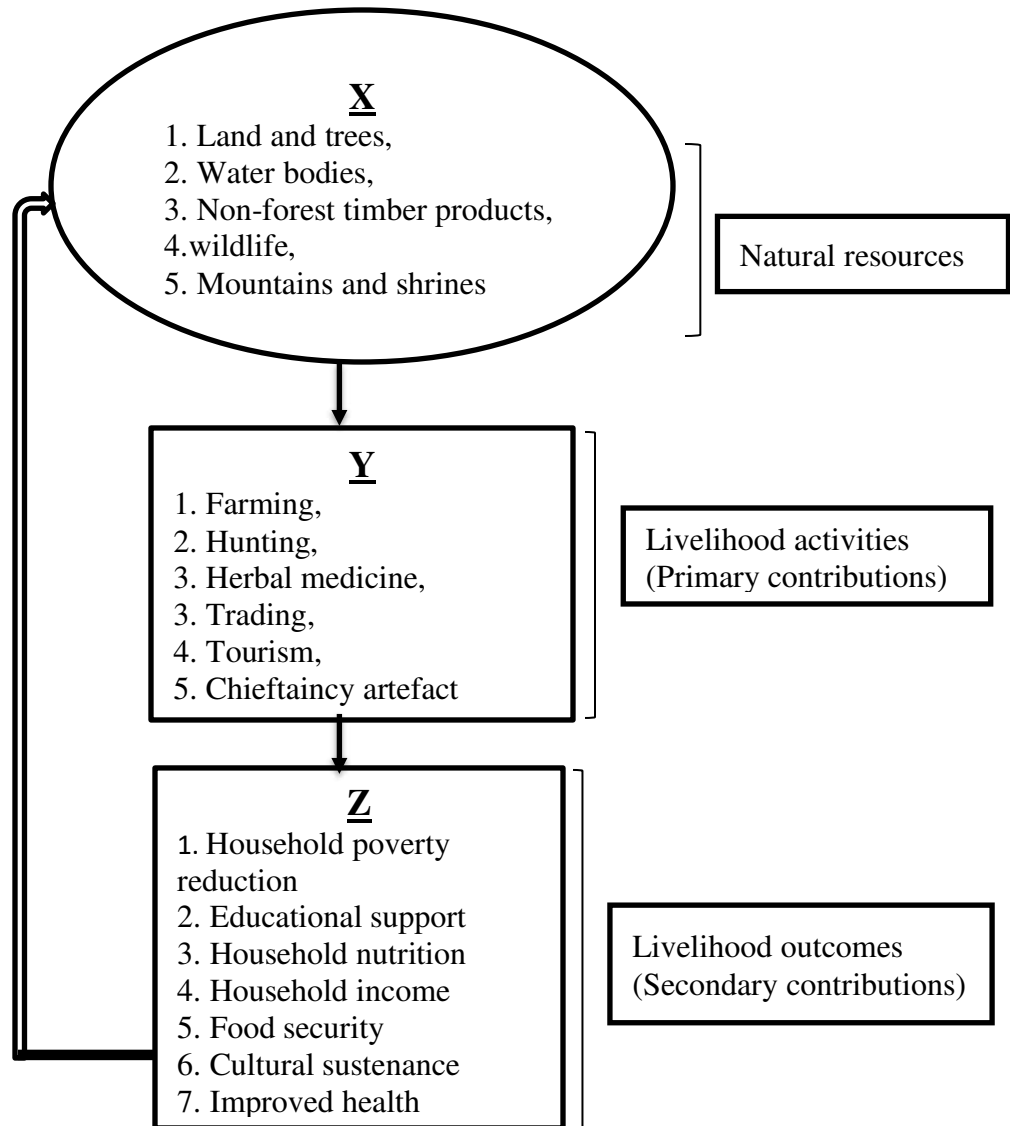 X
1. Land and trees,
2. Water bodies,
3. Non-forest timber products,
4.wildlife,
5. Mountains and shrines
Natural resources
Y
1. Farming,
2. Hunting,
3. Herbal medicine,
3. Trading,
4. Tourism,
5. Chieftaincy artefact
Livelihood activities
(Primary contributions)
Z
1. Household poverty
reduction
2. Educational support
3. Household nutrition
4. Household income
5. Food security
6. Cultural sustenance
7. Improved health
Livelihood outcomes
(Secondary contributions)